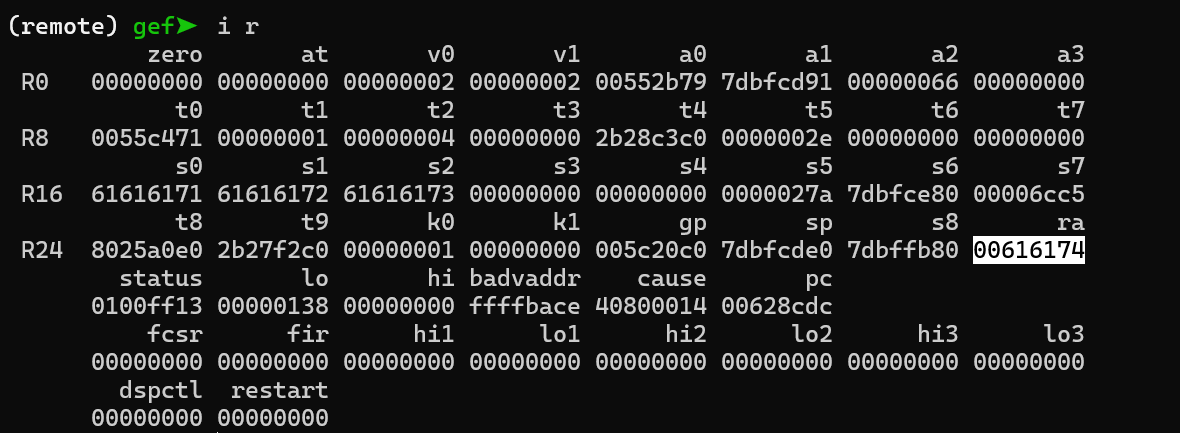 (remote) gef➤ i r
zero at v0 v1 a0 a1 a2 a3
R0 00000000 00000000 00000002 00000002 00552b79 7dbfcd91 00000066 00000000
t0 t1 t2 t3 t4 t5 t6 t7
R8 0055c471 00000001 00000004 00000000 2b28c3c0 0000002e 00000000 00000000
s0 s1 s2 s3 s4 s5 s6 s7
R16 61616171 61616172 61616173 00000000 00000000 0000027a 7dbfce80 00006cc5
t8 t9 k0 k1 gp sp s8 ra
R24 8025a0e0 2b27f2c0 00000001 00000000 005c20c0 7dbfcde0 7dbffb80 00616174
status lo hi badvaddr cause pc
0100ff13 00000138 00000000 ffffbace 40800014 00628cdc
fcsr fir hi1 lo1 hi2 lo2 hi3 lo3
00000000 00000000 00000000 00000000 00000000 00000000 00000000 00000000
dspctl restart
00000000 00000000